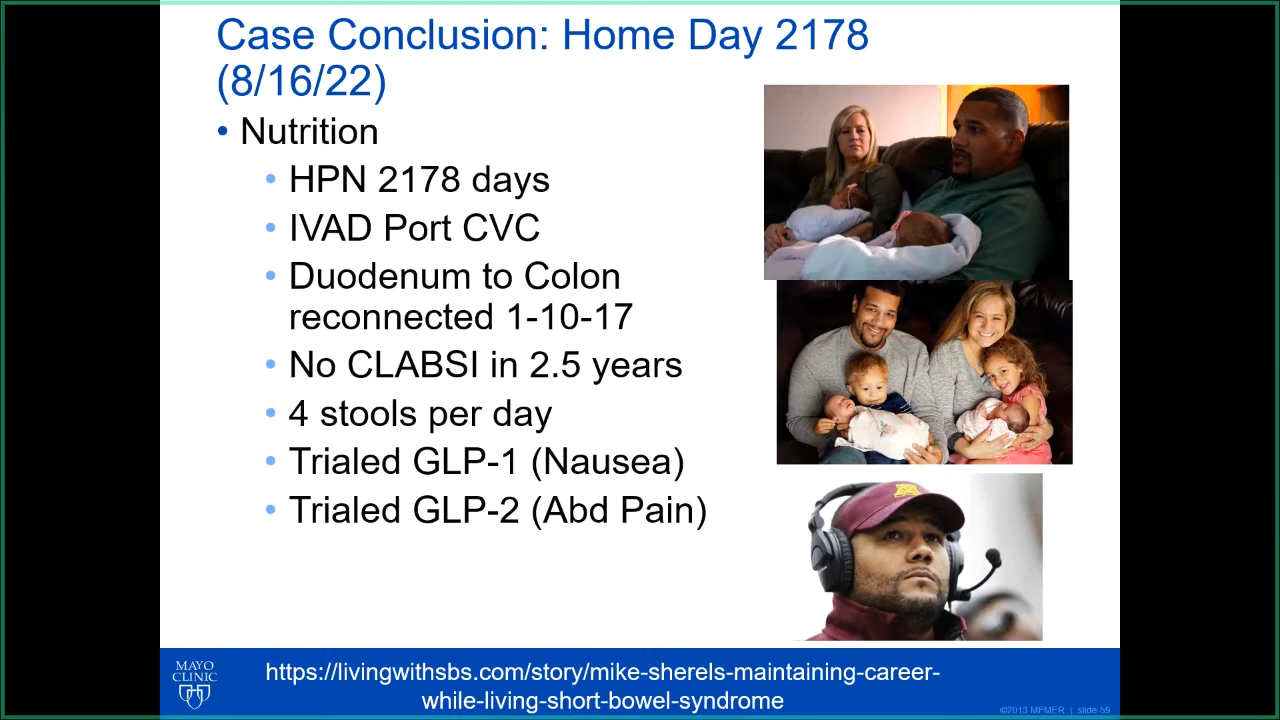 Case Conclusion: Home Day 2178
(8/16/22)
• Nutrition
• HPN 2178 days
• IVAD Port CVC
• Duodenum to Colon
reconnected 1-10-17
• No CLABSI in 2.5 years
• 4 stools per day
• Trialed GLP-1 (Nausea)
• Trialed GLP-2 (Abd Pain)
MAYO
CLINIC
https://livingwithsbs.com/story/mike-sherels-maintaining-career-
while-living-short-bowel-syndrome
©2013 MFMER | slide-59